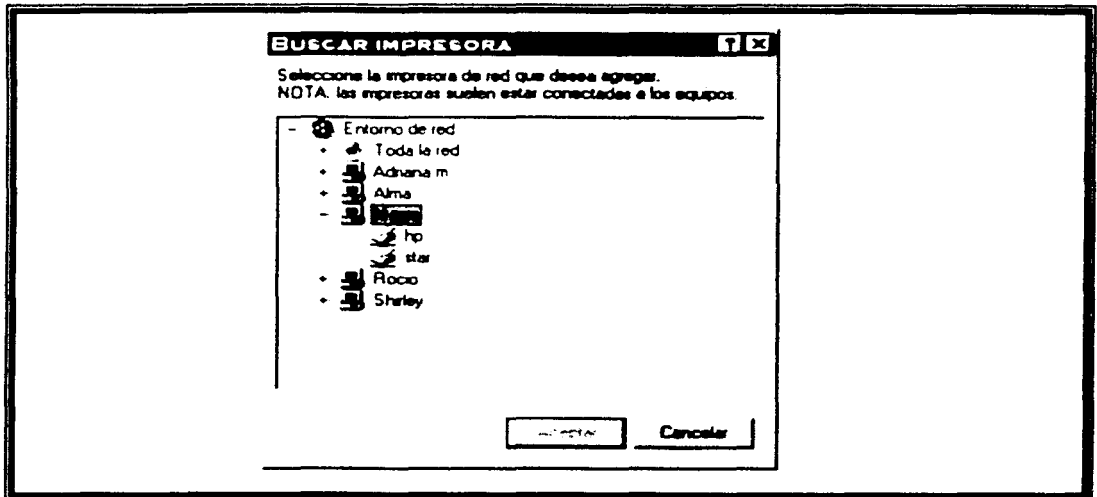 BUSCAR IMPRESORA
Seleccione la impresora de red que desea agregar.
NOTA: las impresoras suelen estar conectadas a los equipos.
Entorno de red
Toda la red
Adriana m
Alma
hp
star
Rocio
Shirley
Aceptar
Cancelar